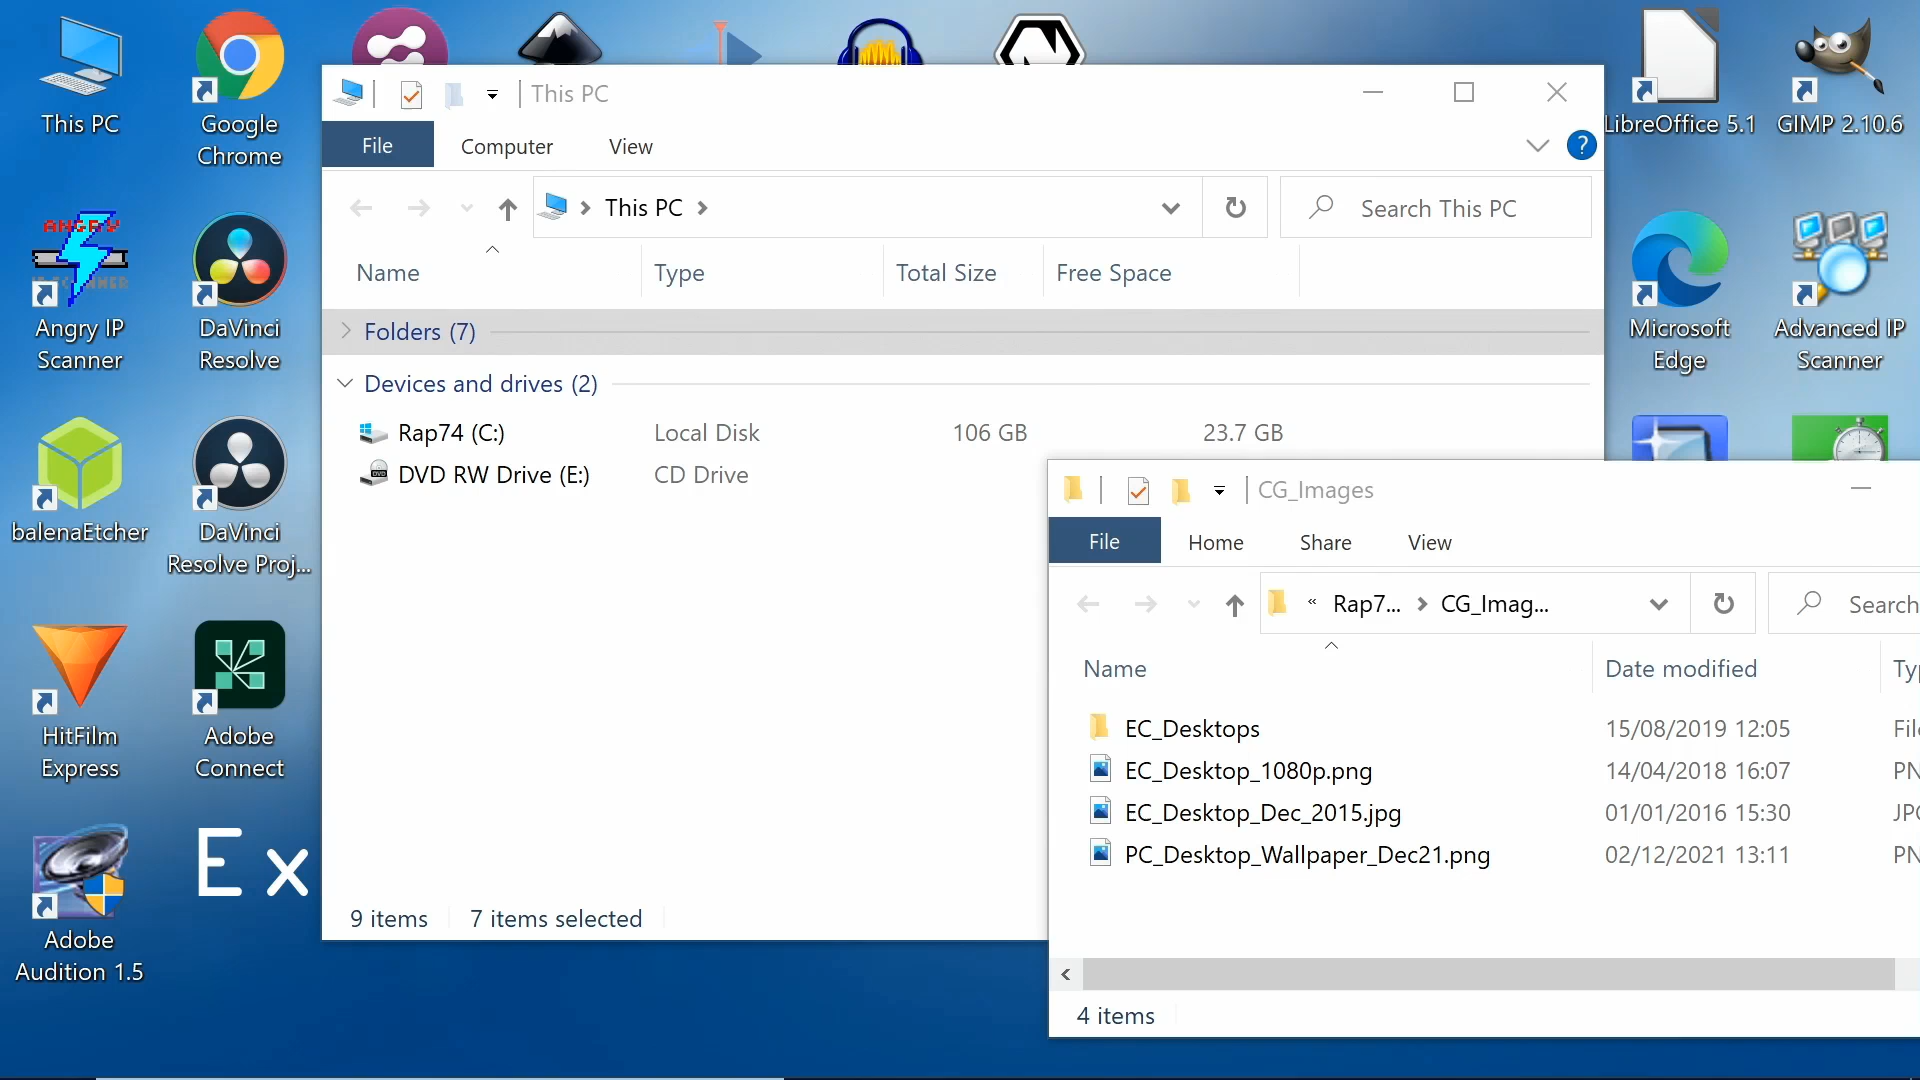 This PC
Google
Chrome
ANGRY
IP SCANNER
Angry IP
Scanner
DaVinci
Resolve
balenaEtcher
DaVinci
Resolve Proj...
HitFilm
Express
Adobe
Connect
Adobe
Audition 1.5
Ex
This PC
File Computer View ?
This PC Search This PC
Name Type Total Size Free Space
Folders (7)
Devices and drives (2)
Rap74 (C:) Local Disk 106 GB 23.7 GB
DVD RW Drive (E:) CD Drive
9 items 7 items selected
LibreOffice 5.1
GIMP 2.10.6
Microsoft
Edge
Advanced IP
Scanner
CG_Images
File Home Share View
« Rap7... CG_Imag... Search
Name Date modified Typ
EC_Desktops 15/08/2019 12:05 File
EC_Desktop_1080p.png 14/04/2018 16:07 PN
EC_Desktop_Dec_2015.jpg 01/01/2016 15:30 JPG
PC_Desktop_Wallpaper_Dec21.png 02/12/2021 13:11 PN
4 items